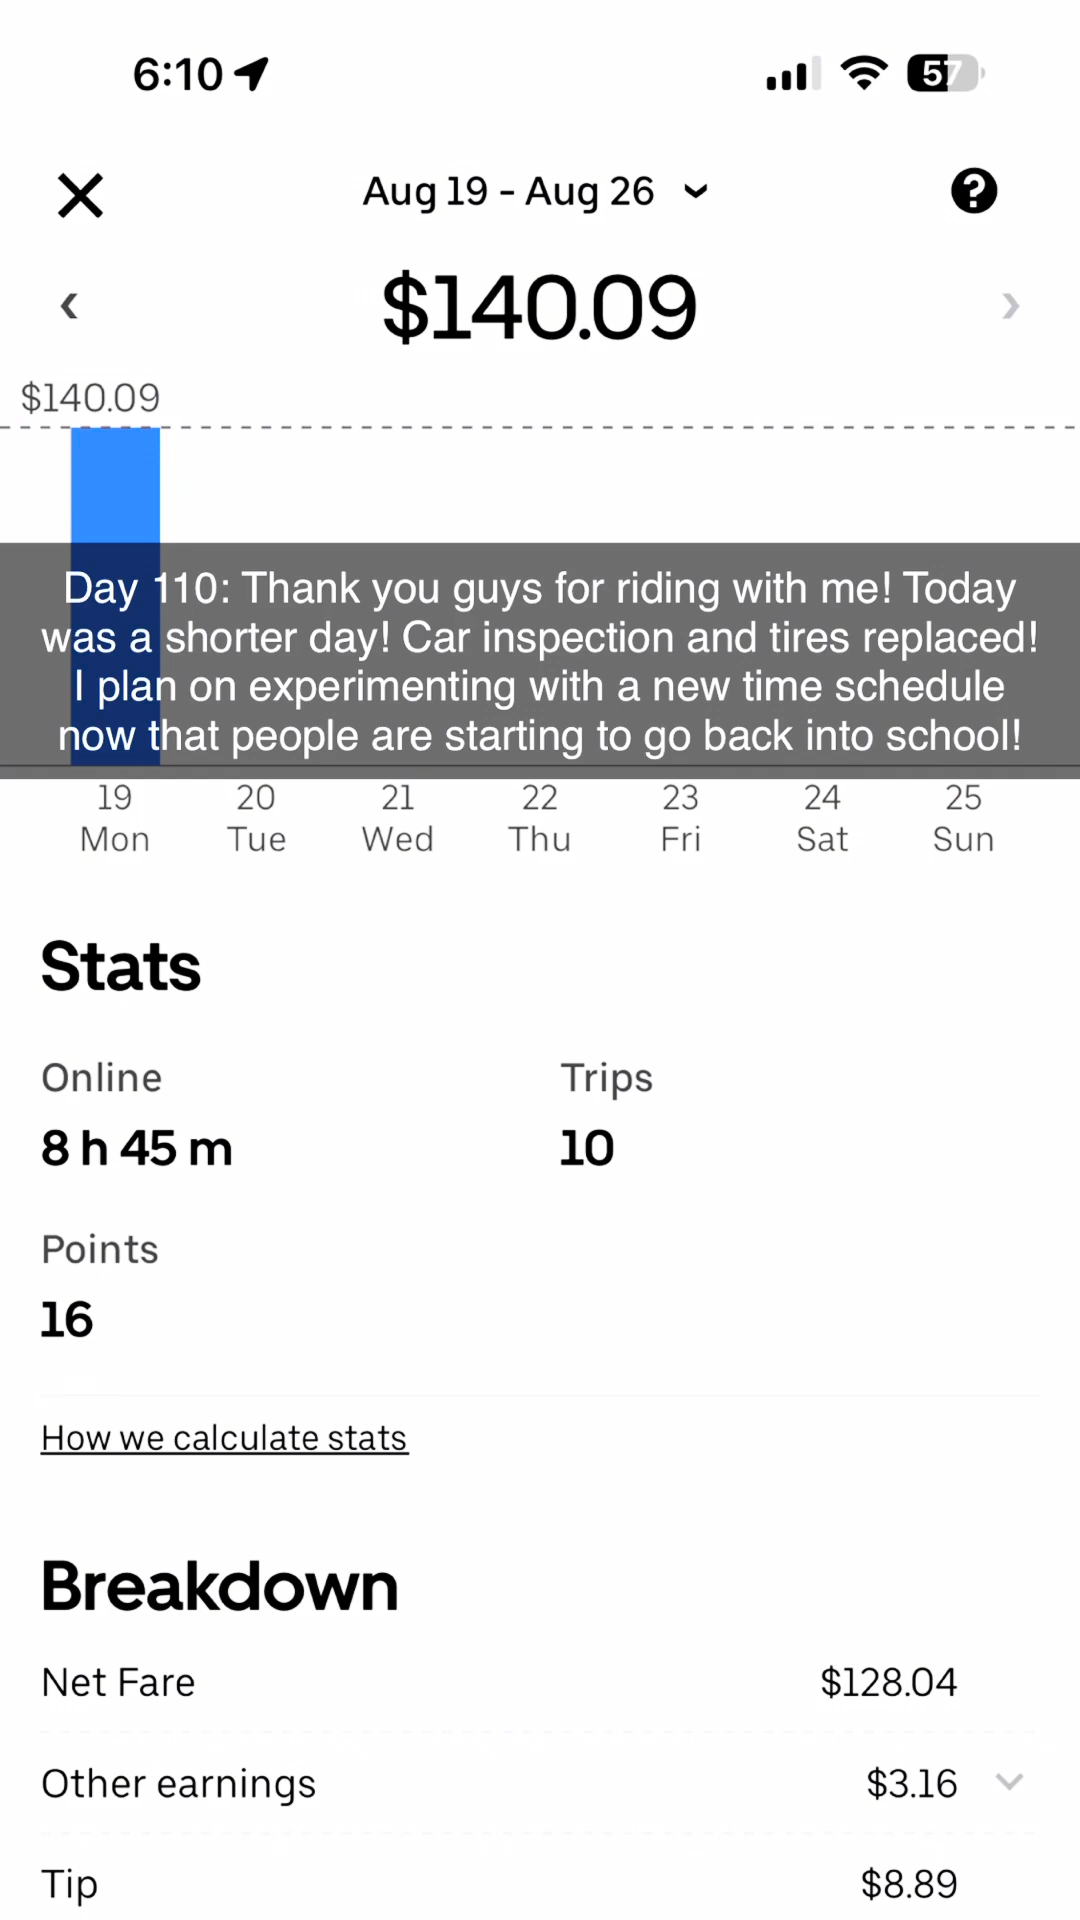 6:10
57
Aug 19 - Aug 26
$140.09
$140.09
Day 110: Thank you guys for riding with me! Today
was a shorter day! Car inspection and tires replaced!
I plan on experimenting with a new time schedule
now that people are starting to go back into school!
19 20 21 22 23 24 25
Mon Tue Wed Thu Fri Sat Sun
Stats
Online Trips
8 h 45 m 10
Points
16
How we calculate stats
Breakdown
Net Fare $128.04
Other earnings $3.16
Tip $8.89